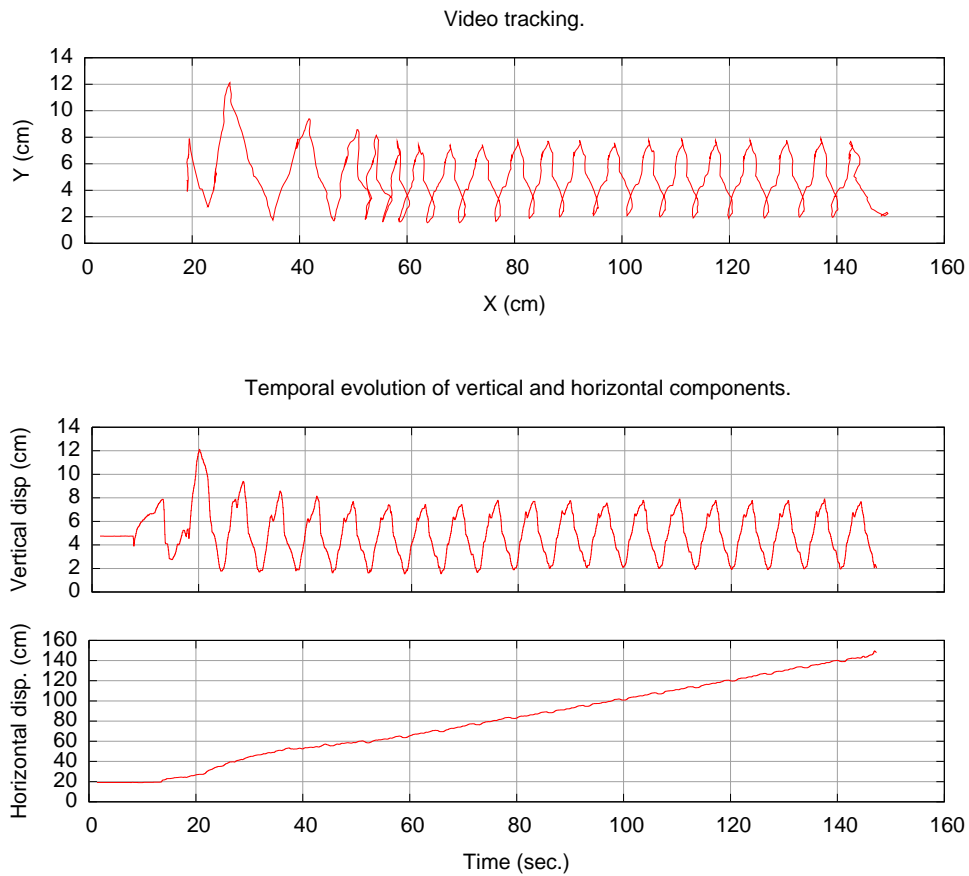 Video tracking.
14
12
10
8
6
4
2
0
Y (cm)
0 20 40 60 80 100 120 140 160
X (cm)
Temporal evolution of vertical and horizontal components.
14
12
10
8
6
4
2
0
Vertical disp (cm)
160
140
120
100
80
60
40
20
0
Horizontal disp. (cm)
0 20 40 60 80 100 120 140 160
Time (sec.)